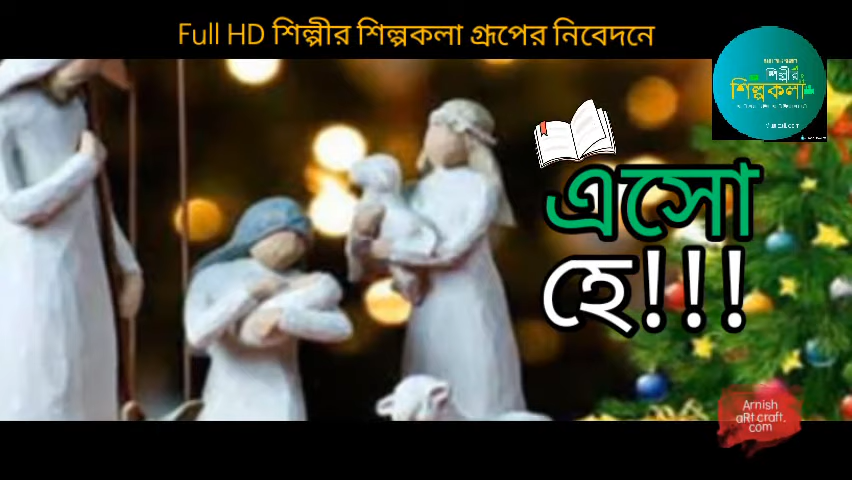 Full HD শিল্পীর শিল্পকলা গ্রূপের নিবেদনে
শিল্পীর
শিল্পকলা
এসো
হে!!!
Arnish
aRt craft.
com